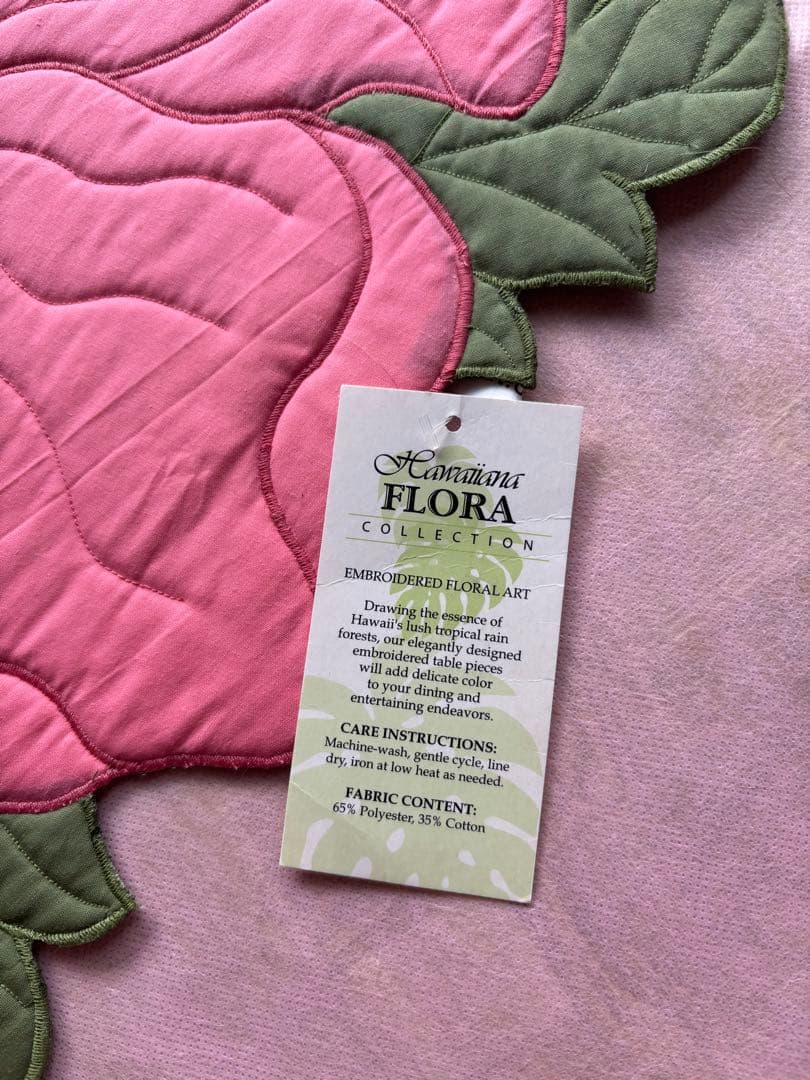 Hawaiiana
FLORA
COLLECTION
EMBROIDERED FLORAL ART
Drawing the essence of
Hawaii's lush tropical rain
forests, our elegantly designed
embroidered table pieces
will add delicate color
to your dining and
entertaining endeavors.
CARE INSTRUCTIONS:
Machine-wash, gentle cycle, line
dry, iron at low heat as needed.
FABRIC CONTENT:
65% Polyester, 35% Cotton